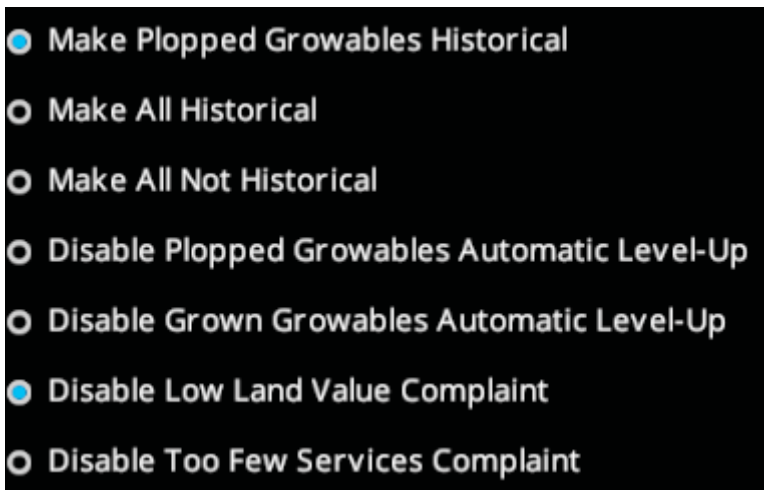 Make Plopped Growables Historical
Make All Historical
Make All Not Historical
Disable Plopped Growables Automatic Level-Up
Disable Grown Growables Automatic Level-Up
Disable Low Land Value Complaint
Disable Too Few Services Complaint